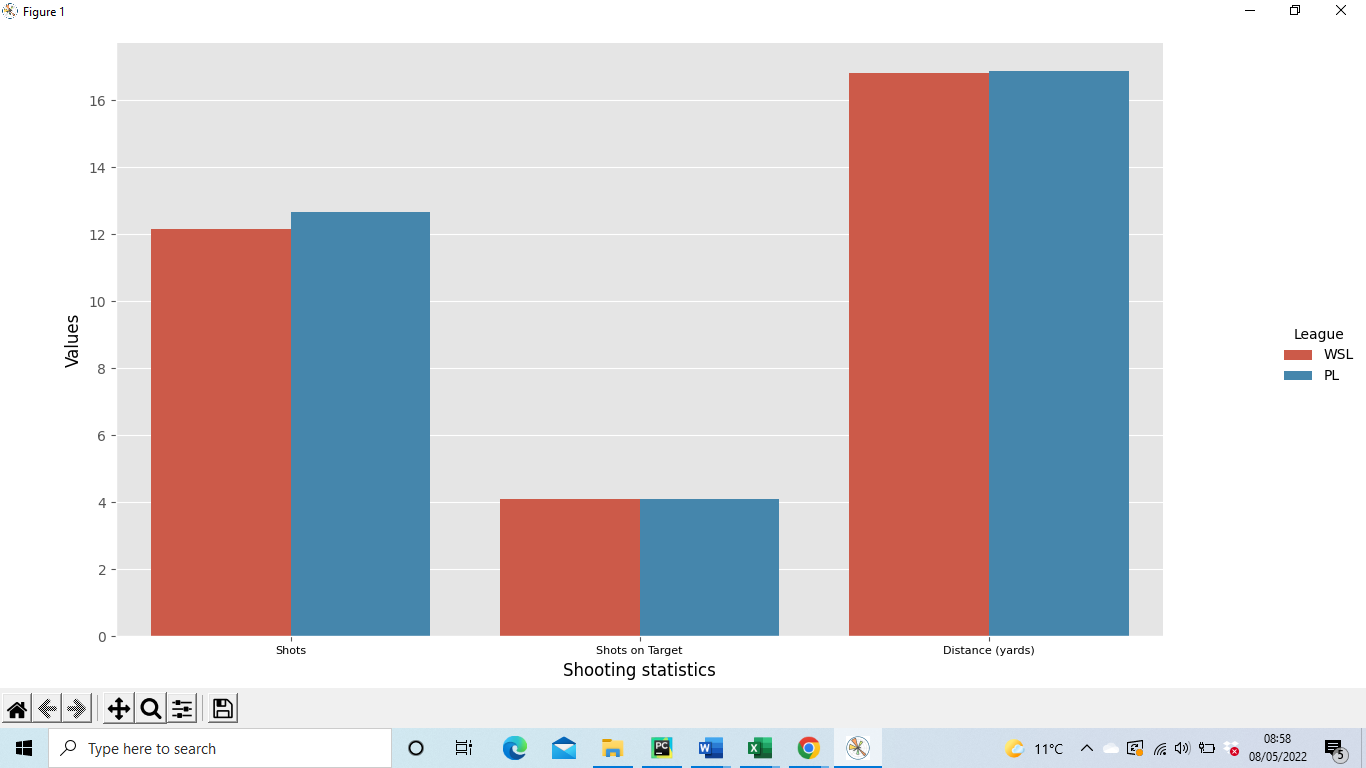 Figure 1
16
14
12
10
8
6
4
2
0
Values
Shots
Shots on Target
Distance (yards)
Shooting statistics
League
WSL
PL
Type here to search
PC
W
X
11°C
08:58
08/05/2022
5